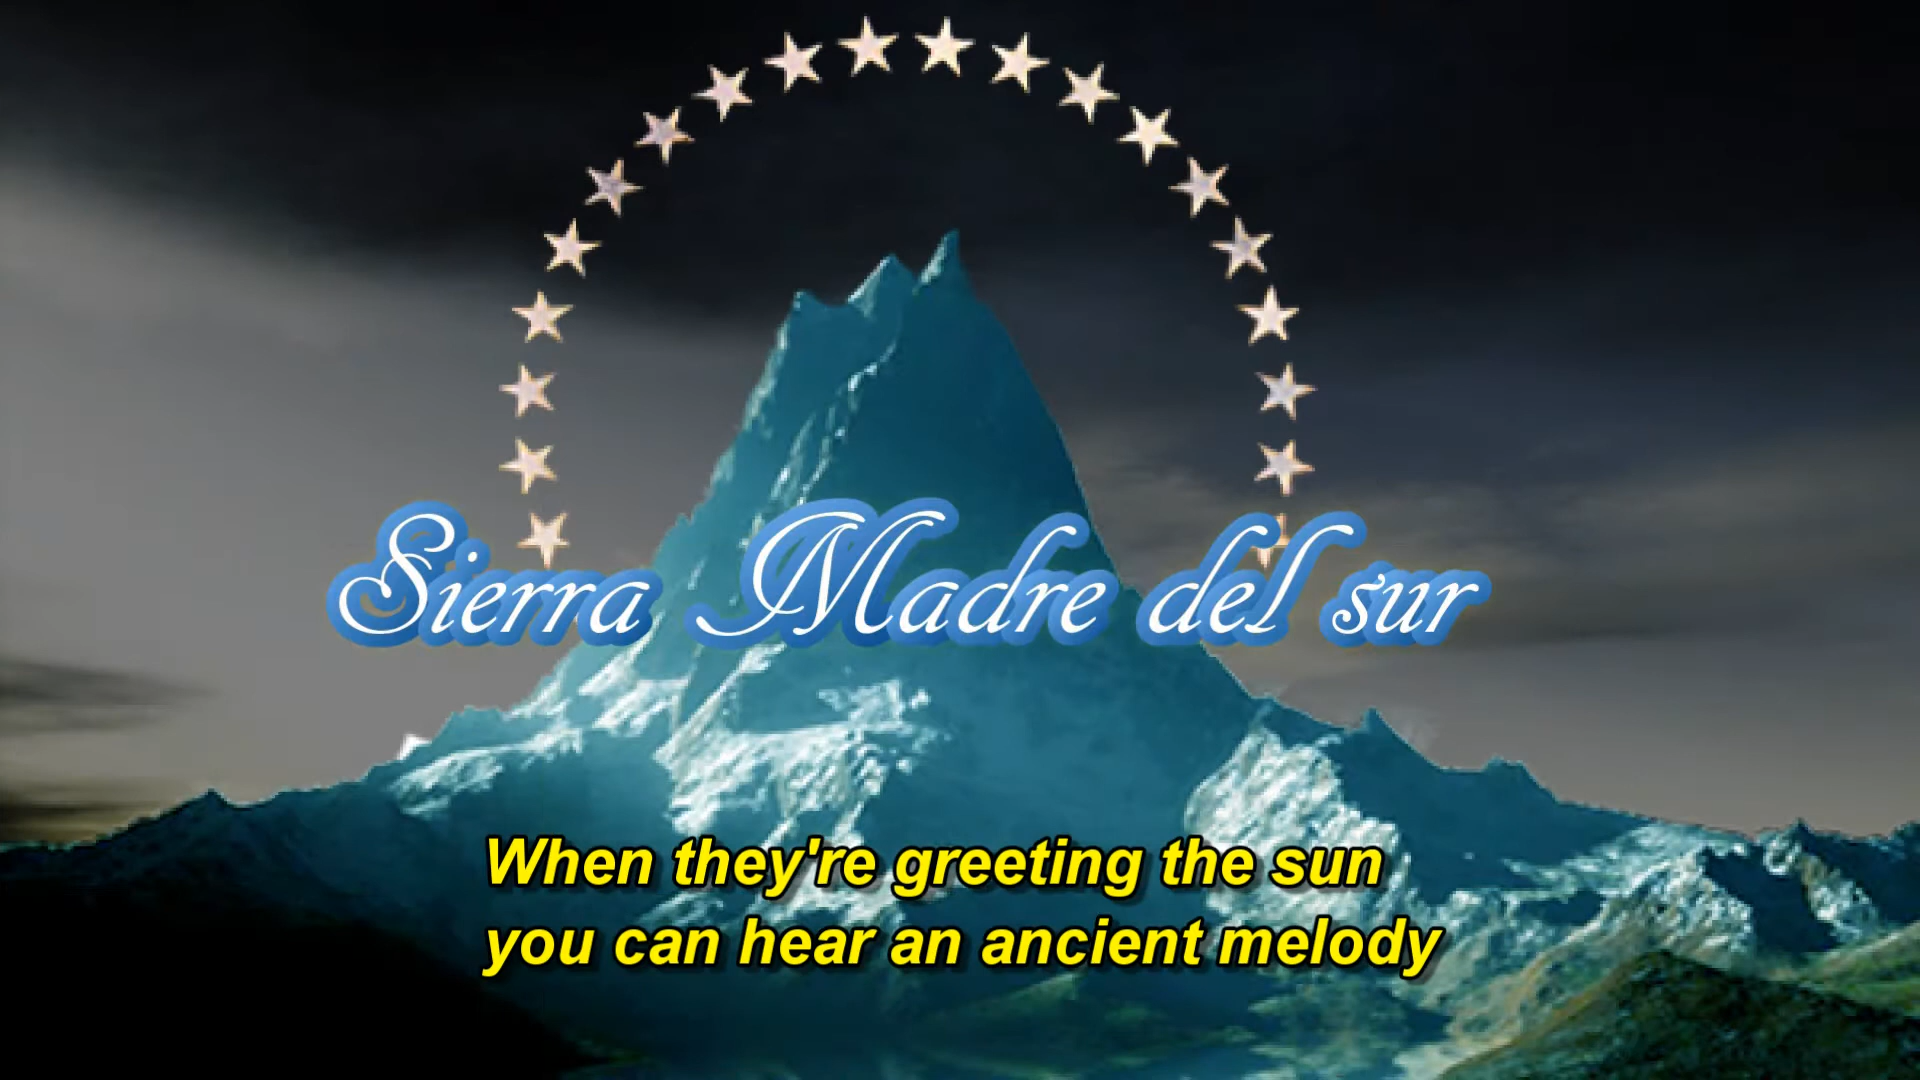 Sierra Madre del sur
When they're greeting the sun
you can hear an ancient melody